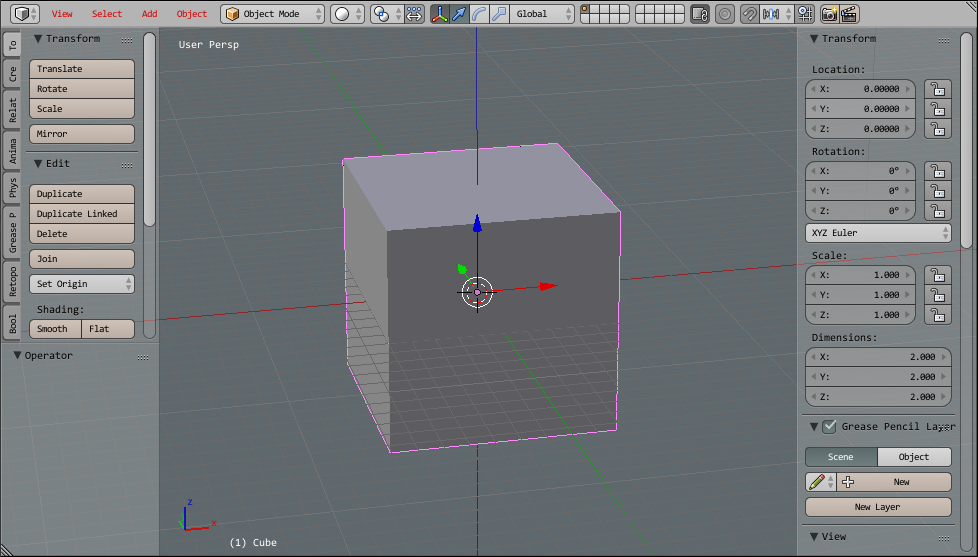 View Select Add Object Object Mode Global
User Persp
To
Cre
Relat
Anima
Phys
Grease P
Retopo
Bool
Transform
Translate
Rotate
Scale
Mirror
Edit
Duplicate
Duplicate Linked
Delete
Join
Set Origin
Shading:
Smooth Flat
Operator
z
x
(1) Cube
Transform
Location:
X: 0.00000
Y: 0.00000
Z: 0.00000
Rotation:
X: 0°
Y: 0°
Z: 0°
XYZ Euler
Scale:
X: 1.000
Y: 1.000
Z: 1.000
Dimensions:
X: 2.000
Y: 2.000
Z: 2.000
Grease Pencil Layer
Scene Object
New
New Layer
View